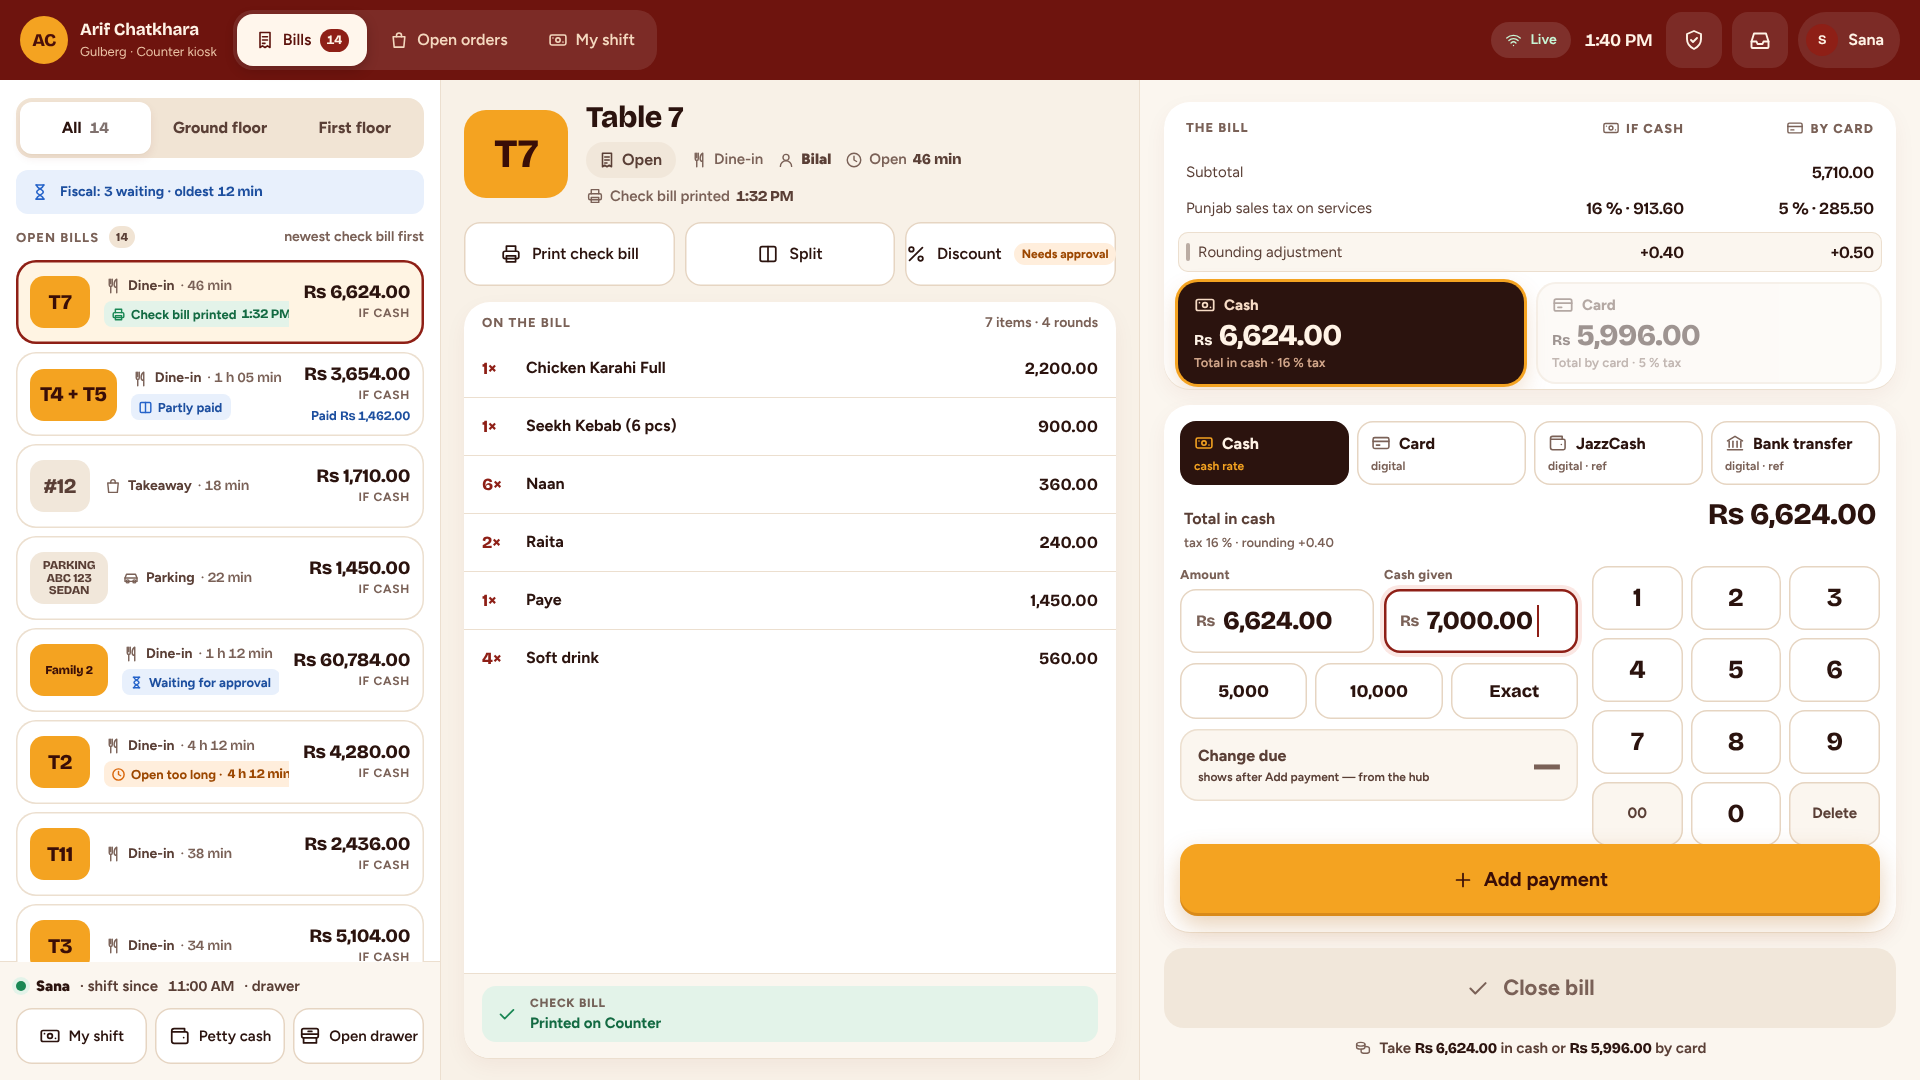 AC
Arif Chatkhara
Gulberg · Counter kiosk
Bills 14
Open orders
My shift
Live
1:40 PM
S
Sana
All 14
Ground floor
First floor
Fiscal: 3 waiting · oldest 12 min
OPEN BILLS 14
newest check bill first
T7
Dine-in · 46 min
Check bill printed 1:32 PM
Rs 6,624.00
IF CASH
T4 + T5
Dine-in · 1 h 05 min
Partly paid
Rs 3,654.00
IF CASH
Paid Rs 1,462.00
#12
Takeaway · 18 min
Rs 1,710.00
IF CASH
PARKING
ABC 123
SEDAN
Parking · 22 min
Rs 1,450.00
IF CASH
Family 2
Dine-in · 1 h 12 min
Waiting for approval
Rs 60,784.00
IF CASH
T2
Dine-in · 4 h 12 min
Open too long · 4 h 12 min
Rs 4,280.00
IF CASH
T11
Dine-in · 38 min
Rs 2,436.00
IF CASH
T3
Dine-in · 34 min
Rs 5,104.00
IF CASH
Sana · shift since 11:00 AM · drawer
My shift
Petty cash
Open drawer
T7
Table 7
Open
Dine-in
Bilal
Open 46 min
Check bill printed 1:32 PM
Print check bill
Split
Discount
Needs approval
ON THE BILL
7 items · 4 rounds
1× Chicken Karahi Full 2,200.00
1× Seekh Kebab (6 pcs) 900.00
6× Naan 360.00
2× Raita 240.00
1× Paye 1,450.00
4× Soft drink 560.00
CHECK BILL
Printed on Counter
THE BILL
IF CASH
BY CARD
Subtotal 5,710.00
Punjab sales tax on services 16 % · 913.60 5 % · 285.50
Rounding adjustment +0.40 +0.50
Cash
Rs 6,624.00
Total in cash · 16 % tax
Card
Rs 5,996.00
Total by card · 5 % tax
Cash
cash rate
Card
digital
JazzCash
digital · ref
Bank transfer
digital · ref
Total in cash
Rs 6,624.00
tax 16 % · rounding +0.40
Amount
Rs 6,624.00
Cash given
Rs 7,000.00
5,000
10,000
Exact
Change due
shows after Add payment — from the hub
—
1 2 3
4 5 6
7 8 9
00 0 Delete
+ Add payment
Close bill
Take Rs 6,624.00 in cash or Rs 5,996.00 by card